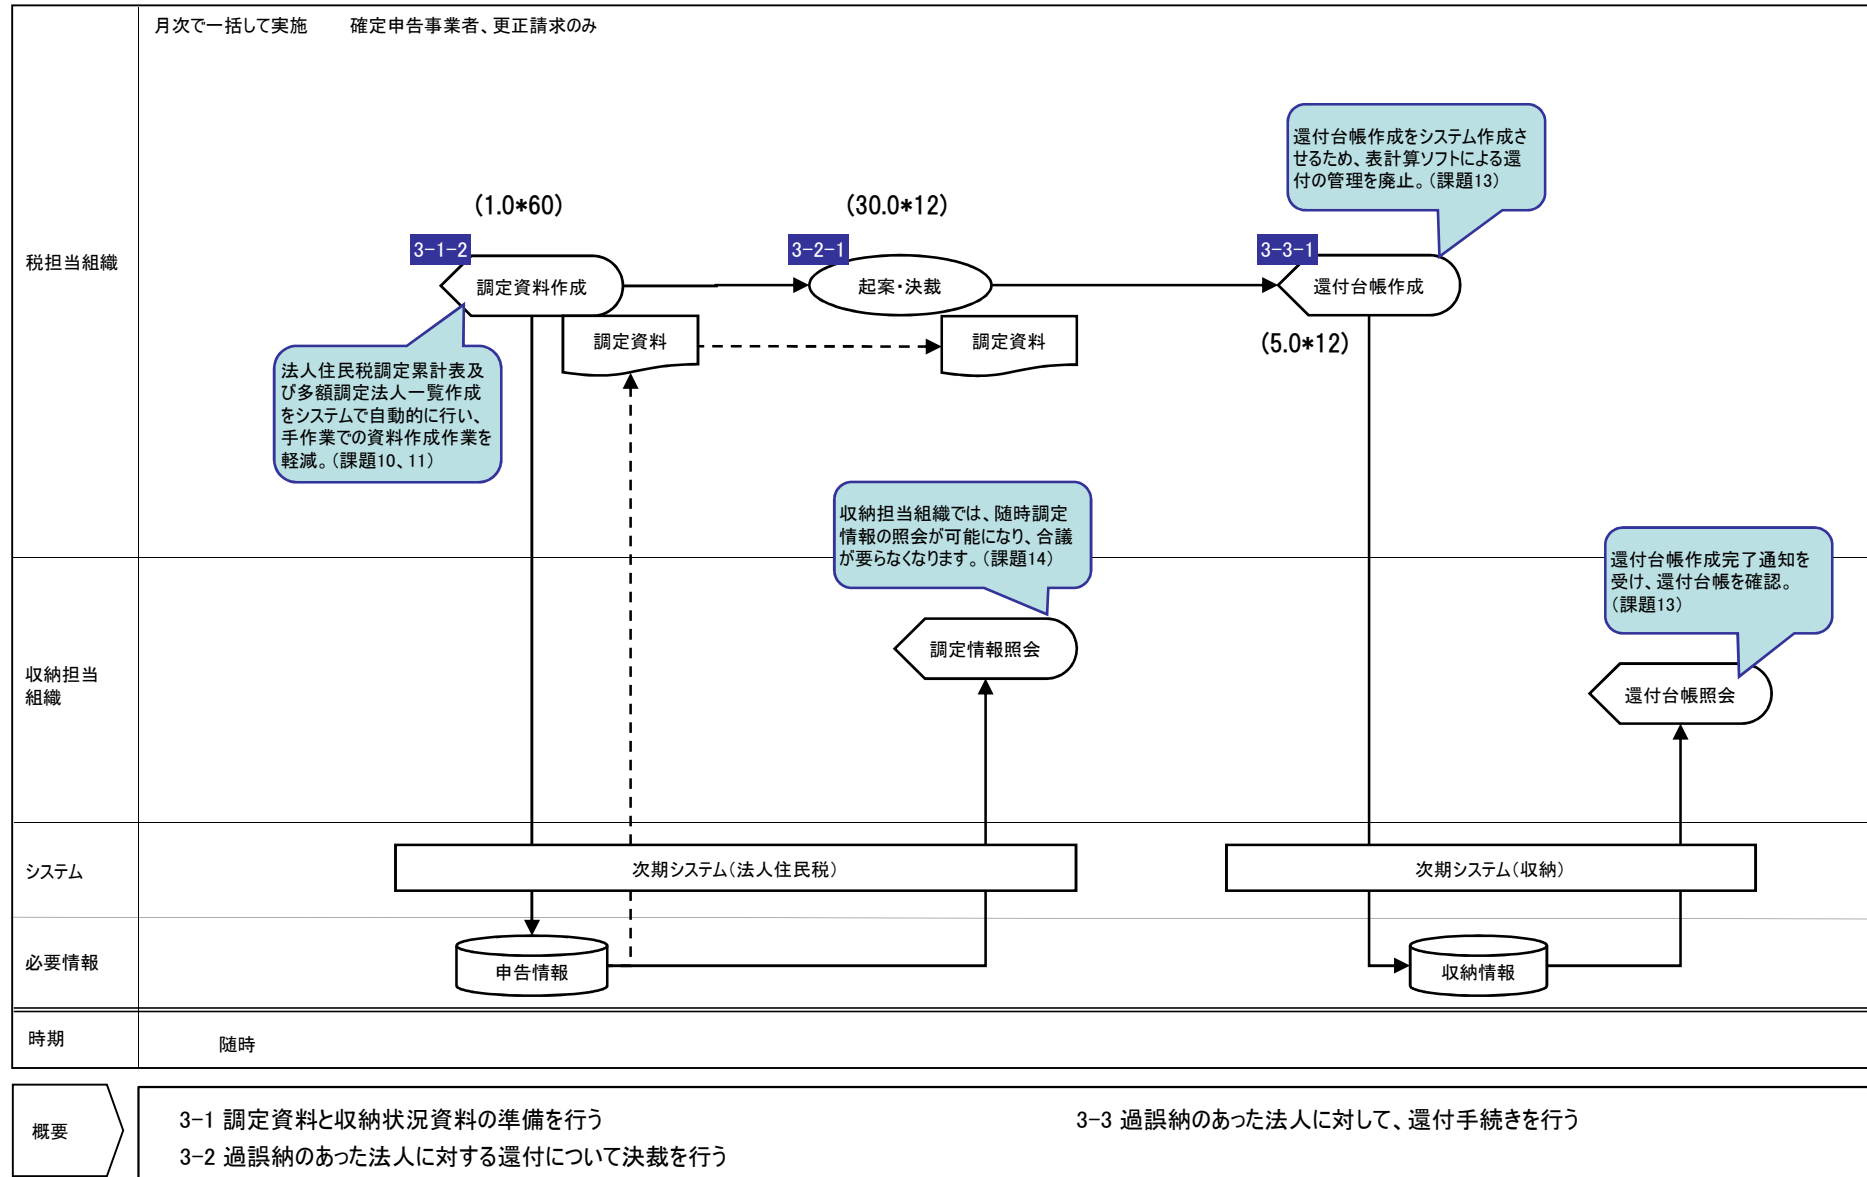 月次で一括して実施　確定申告事業者、更正請求のみ
税担当組織
(1.0*60)
3-1-2
調定資料作成
調定資料
法人住民税調定累計表及
び多額調定法人一覧作成
をシステムで自動的に行い、
手作業での資料作成作業を
軽減。（課題10、11）
(30.0*12)
3-2-1
起案・決裁
調定資料
還付台帳作成をシステム作成さ
せるため、表計算ソフトによる還
付の管理を廃止。（課題13）
3-3-1
還付台帳作成
(5.0*12)
収納担当
組織
収納担当組織では、随時調定
情報の照会が可能になり、合議
が要らなくなります。（課題14）
調定情報照会
還付台帳作成完了通知を
受け、還付台帳を確認。
（課題13）
還付台帳照会
システム
次期システム（法人住民税）
次期システム（収納）
必要情報
申告情報
収納情報
時期
随時
概要
3-1 調定資料と収納状況資料の準備を行う
3-2 過誤納のあった法人に対する還付について決裁を行う
3-3 過誤納のあった法人に対して、還付手続きを行う